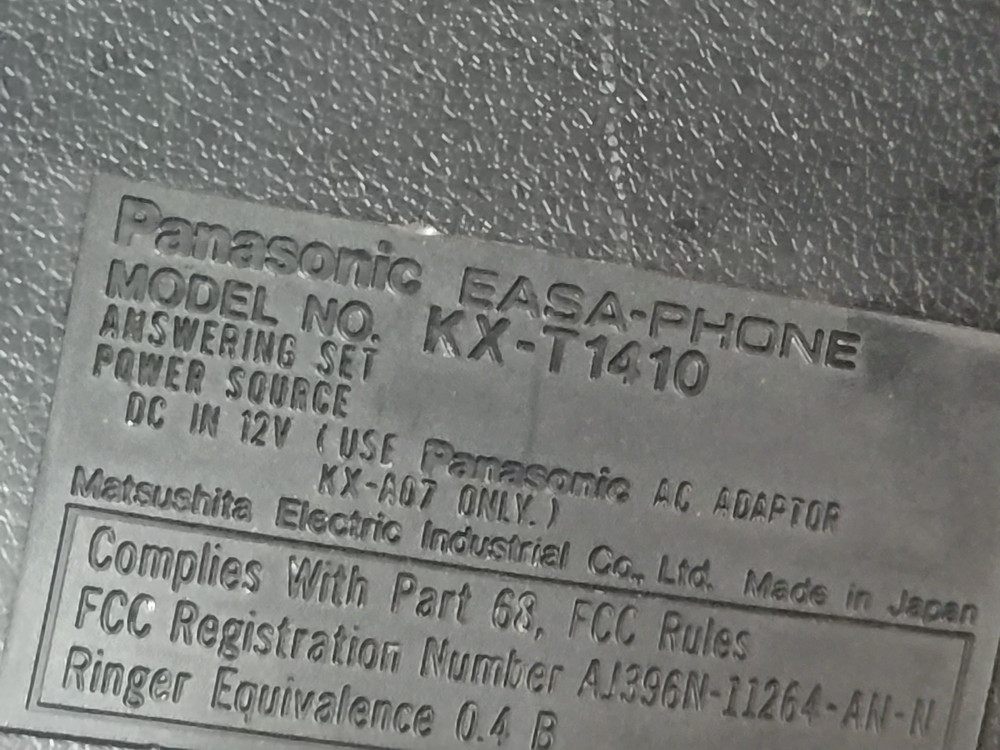 Panasonic EASA-PHONE
MODEL NO. KX-T1410
ANSWERING SET
POWER SOURCE
DC IN 12V (USE Panasonic AC ADAPTOR
KX-A07 ONLY.)
Matsushita Electric Industrial Co., Ltd. Made in Japan
Complies With Part 68, FCC Rules
FCC Registration Number AJ396N-11264-AN-N
Ringer Equivalence 0.4 B